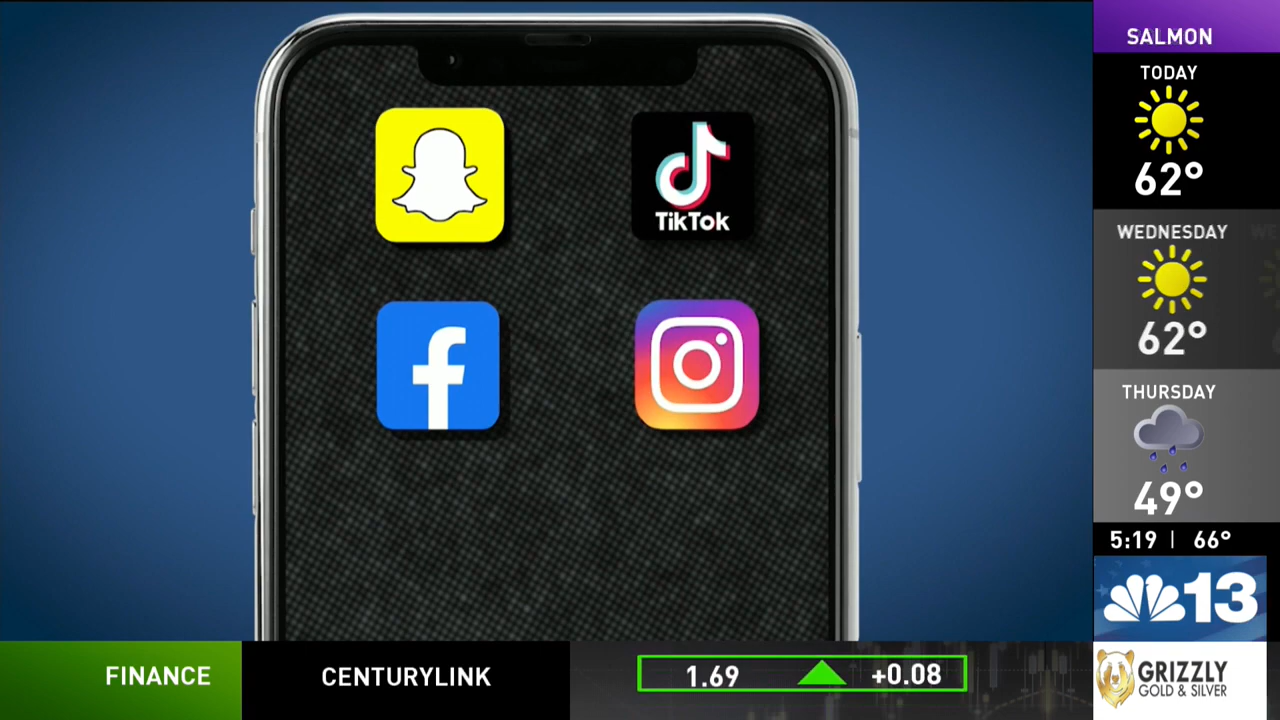 TikTok
SALMON
TODAY
62°
WEDNESDAY
62°
THURSDAY
49°
5:19 | 66°
13
GRIZZLY
GOLD & SILVER
FINANCE
CENTURYLINK
1.69
+0.08